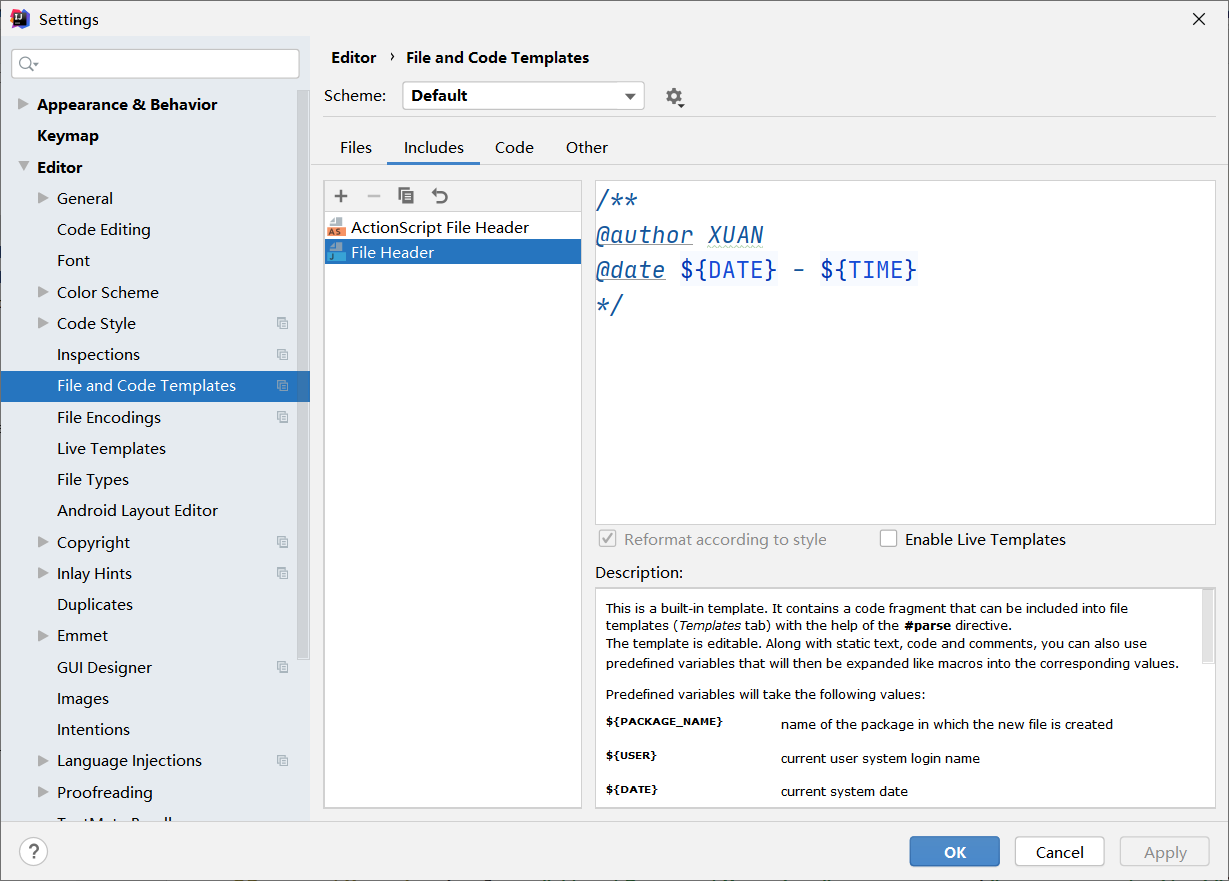 Settings
Editor › File and Code Templates
Scheme: Default
Appearance & Behavior
Keymap
Editor
General
Code Editing
Font
Color Scheme
Code Style
Inspections
File and Code Templates
File Encodings
Live Templates
File Types
Android Layout Editor
Copyright
Inlay Hints
Duplicates
Emmet
GUI Designer
Images
Intentions
Language Injections
Proofreading
Files Includes Code Other
ActionScript File Header
File Header
/**
@author XUAN
@date ${DATE} - ${TIME}
*/
Reformat according to style
Enable Live Templates
Description:
This is a built-in template. It contains a code fragment that can be included into file
templates (Templates tab) with the help of the #parse directive.
The template is editable. Along with static text, code and comments, you can also use
predefined variables that will then be expanded like macros into the corresponding values.
Predefined variables will take the following values:
${PACKAGE_NAME} name of the package in which the new file is created
${USER} current user system login name
${DATE} current system date
?
OK
Cancel
Apply